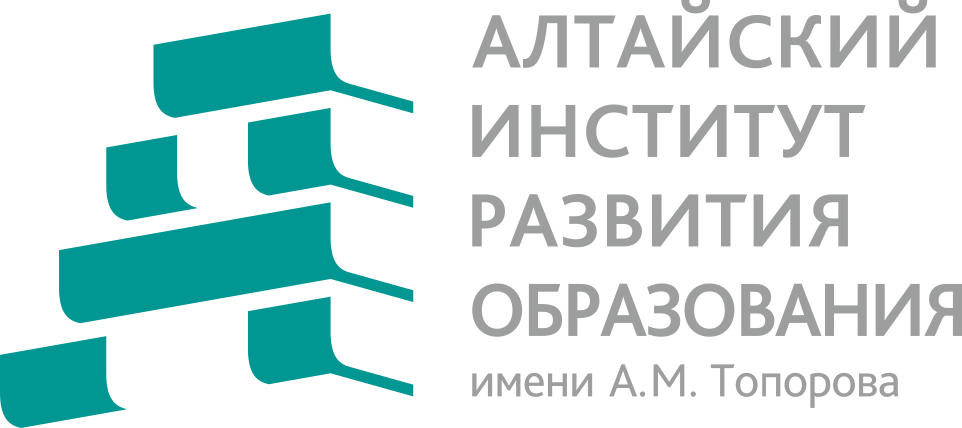 АЛТАЙСКИЙ
ИНСТИТУТ
РАЗВИТИЯ
ОБРАЗОВАНИЯ
имени А.М. Топорова